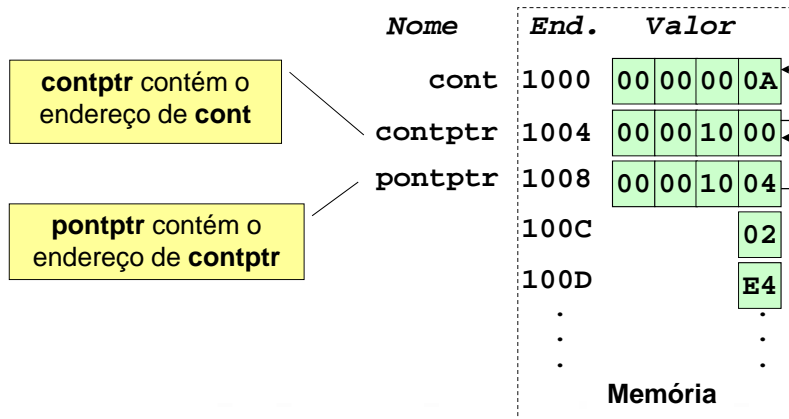 Nome End. Valor
contptr contém o
endereço de cont
cont 1000 00 00 00 0A
contptr 1004 00 00 10 00
pontptr 1008 00 00 10 04
pontptr contém o
endereço de contptr
100C 02
100D E4
. .
. .
. .
Memória